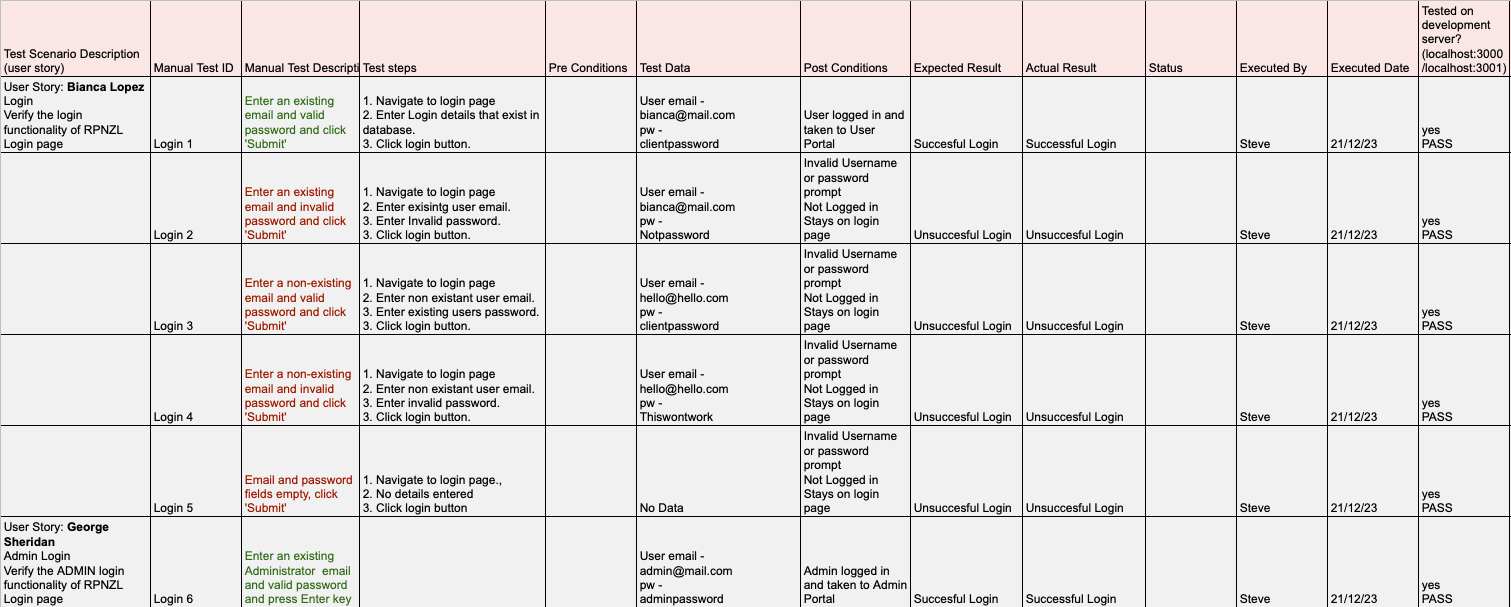 Test Scenario Description
(user story)
Manual Test ID
Manual Test Descripti
Test steps
Pre Conditions
Test Data
Post Conditions
Expected Result
Actual Result
Status
Executed By
Executed Date
Tested on
development
server?
(localhost:3000
/localhost:3001)
User Story: Bianca Lopez
Login
Verify the login
functionality of RPNZL
Login page
Login 1
Enter an existing
email and valid
password and click
'Submit'
1. Navigate to login page
2. Enter Login details that exist in
database.
3. Click login button.
User email -
bianca@mail.com
pw -
clientpassword
User logged in and
taken to User
Portal
Succesful Login
Successful Login
Steve
21/12/23
yes
PASS
Login 2
Enter an existing
email and invalid
password and click
'Submit'
1. Navigate to login page
2. Enter exisintg user email.
3. Enter Invalid password.
3. Click login button.
User email -
bianca@mail.com
pw -
Notpassword
Invalid Username
or password
prompt
Not Logged in
Stays on login
page
Unsuccesful Login
Unsuccesful Login
Steve
21/12/23
yes
PASS
Login 3
Enter a non-existing
email and valid
password and click
'Submit'
1. Navigate to login page
2. Enter non existant user email.
3. Enter existing users password.
3. Click login button.
User email -
hello@hello.com
pw -
clientpassword
Invalid Username
or password
prompt
Not Logged in
Stays on login
page
Unsuccesful Login
Unsuccesful Login
Steve
21/12/23
yes
PASS
Login 4
Enter a non-existing
email and invalid
password and click
'Submit'
1. Navigate to login page
2. Enter non existant user email.
3. Enter invalid password.
3. Click login button.
User email -
hello@hello.com
pw -
Thiswontwork
Invalid Username
or password
prompt
Not Logged in
Stays on login
page
Unsuccesful Login
Unsuccesful Login
Steve
21/12/23
yes
PASS
Login 5
Email and password
fields empty, click
'Submit'
1. Navigate to login page.,
2. No details entered
3. Click login button
No Data
Invalid Username
or password
prompt
Not Logged in
Stays on login
page
Unsuccesful Login
Unsuccesful Login
Steve
21/12/23
yes
PASS
User Story: George
Sheridan
Admin Login
Verify the ADMIN login
functionality of RPNZL
Login page
Login 6
Enter an existing
Administrator email
and valid password
and press Enter key
User email -
admin@mail.com
pw -
adminpassword
Admin logged in
and taken to Admin
Portal
Succesful Login
Successful Login
Steve
21/12/23
yes
PASS